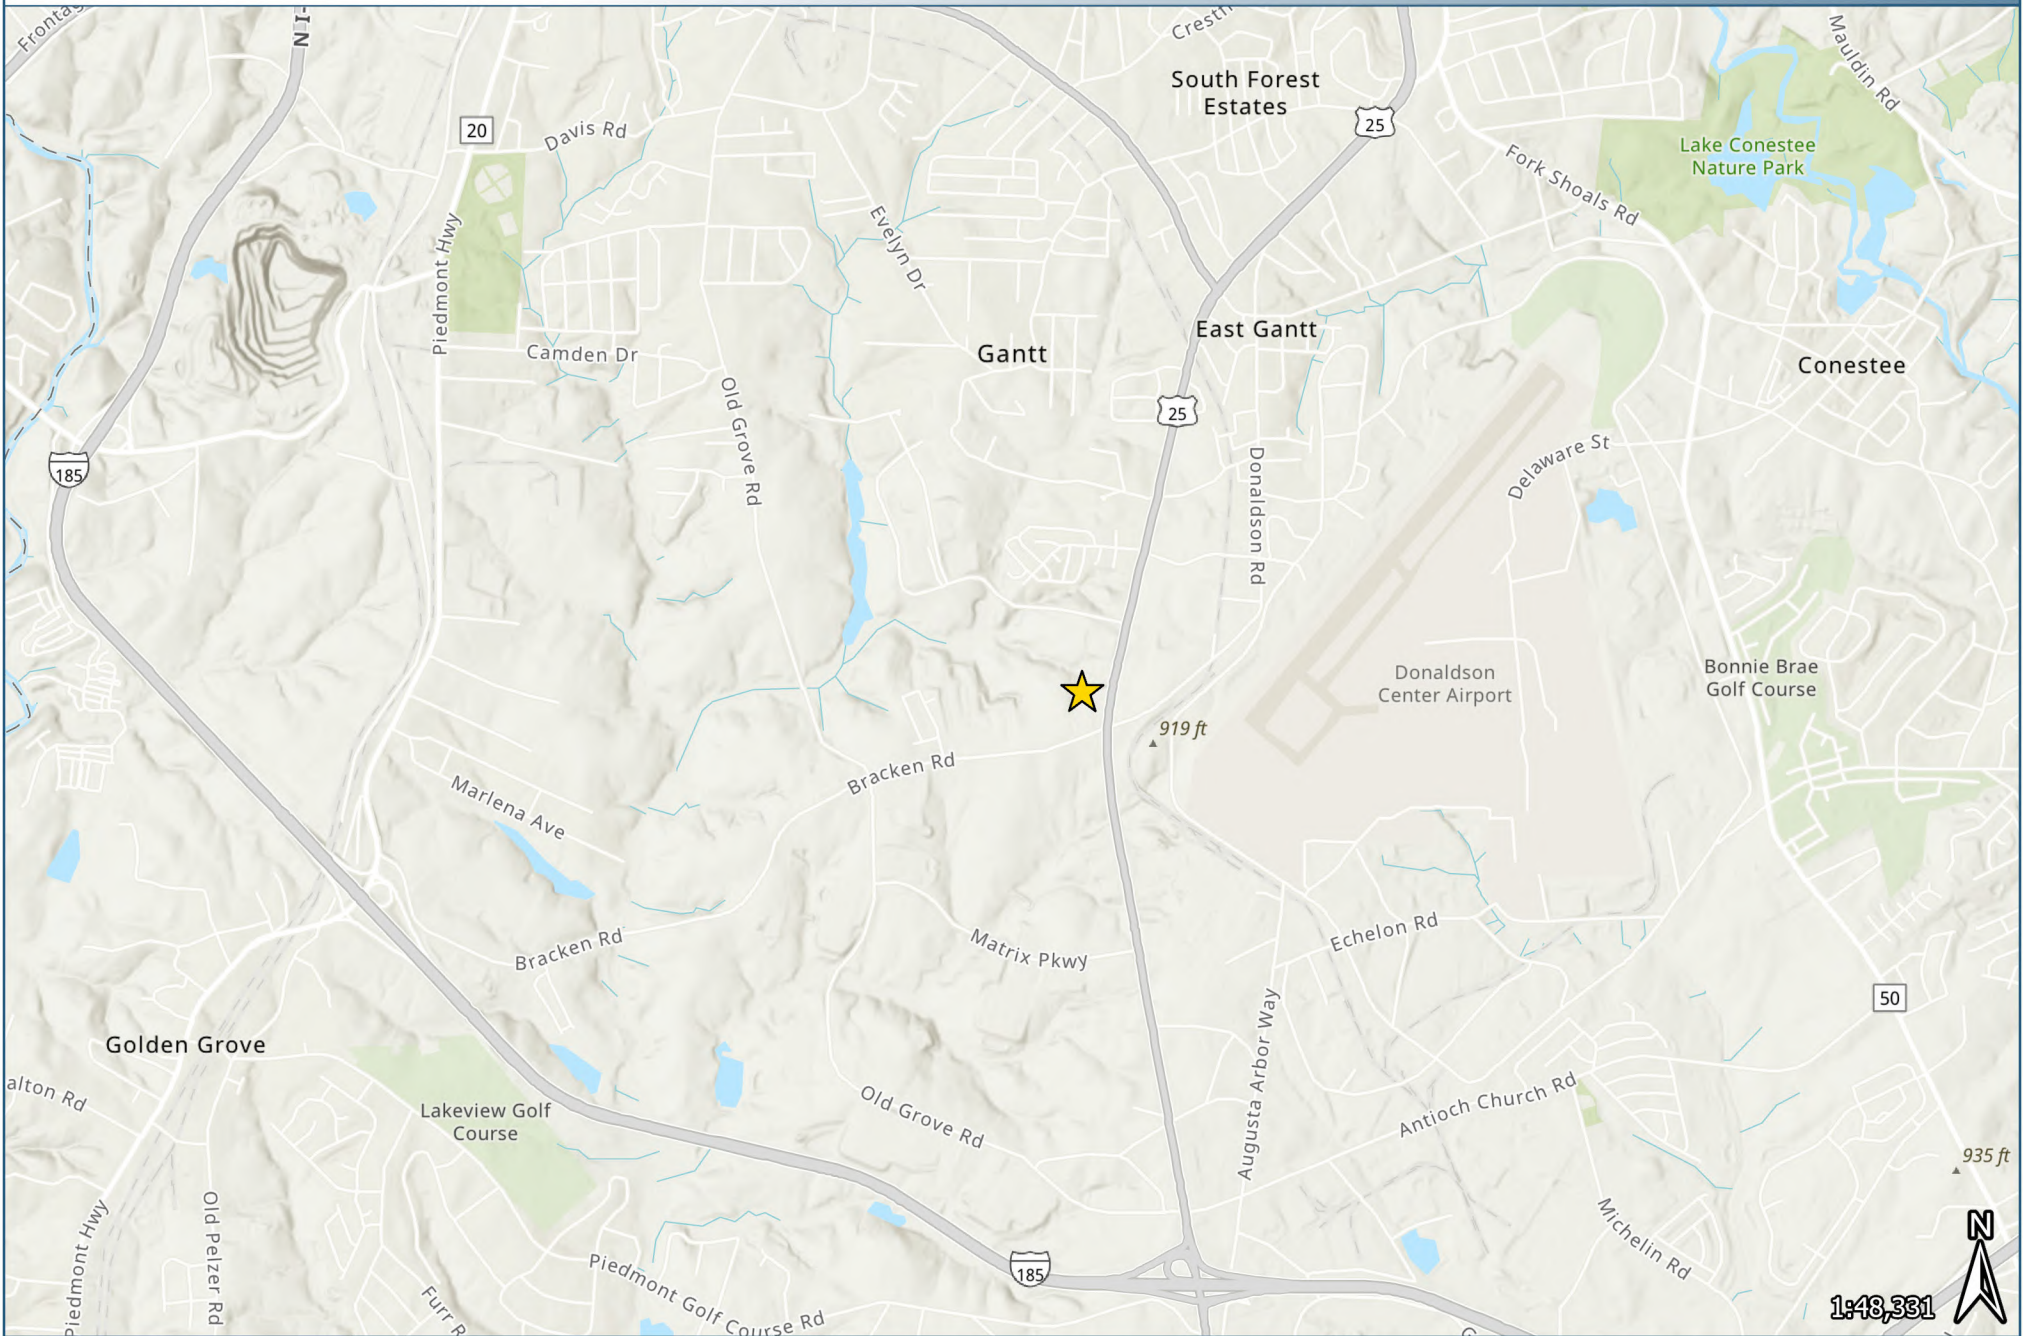 Frontag
I-N
Crestn
Mauldin Rd
South Forest
Estates
25
20
Davis Rd
Lake Conestee
Nature Park
Fork Shoals Rd
Piedmont Hwy
Evelyn Dr
East Gantt
Gantt
Camden Dr
Conestee
Old Grove Rd
25
185
Donaldson Rd
Delaware St
Donaldson
Center Airport
Bonnie Brae
Golf Course
919 ft
Bracken Rd
Marlena Ave
Bracken Rd
Matrix Pkwy
Echelon Rd
50
Augusta Arbor Way
Golden Grove
alton Rd
Lakeview Golf
Course
Old Grove Rd
Antioch Church Rd
935 ft
Old Pelzer Rd
Piedmont Hwy
Michelin Rd
N
Piedmont Golf Course Rd
185
Furr R
1:48,331